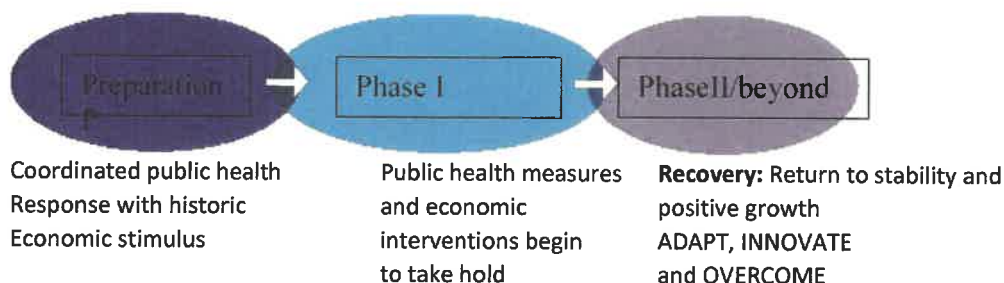 Preparation
P
Phase I
PhaseII/beyond
Coordinated public health
Response with historic
Economic stimulus
Public health measures
and economic
interventions begin
to take hold
Recovery: Return to stability and
positive growth
ADAPT, INNOVATE
and OVERCOME